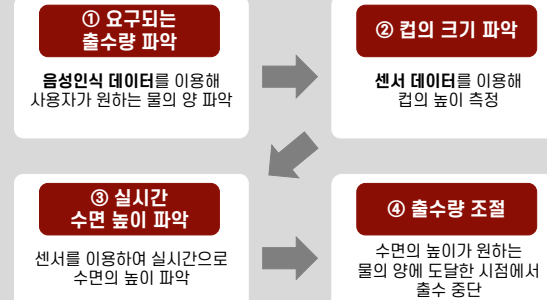 ① 요구되는
출수량 파악
음성인식 데이터를 이용해
사용자가 원하는 물의 양 파악
② 컵의 크기 파악
센서 데이터를 이용해
컵의 높이 측정
③ 실시간
수면 높이 파악
센서를 이용하여 실시간으로
수면의 높이 파악
④ 출수량 조절
수면의 높이가 원하는
물의 양에 도달한 시점에서
출수 중단